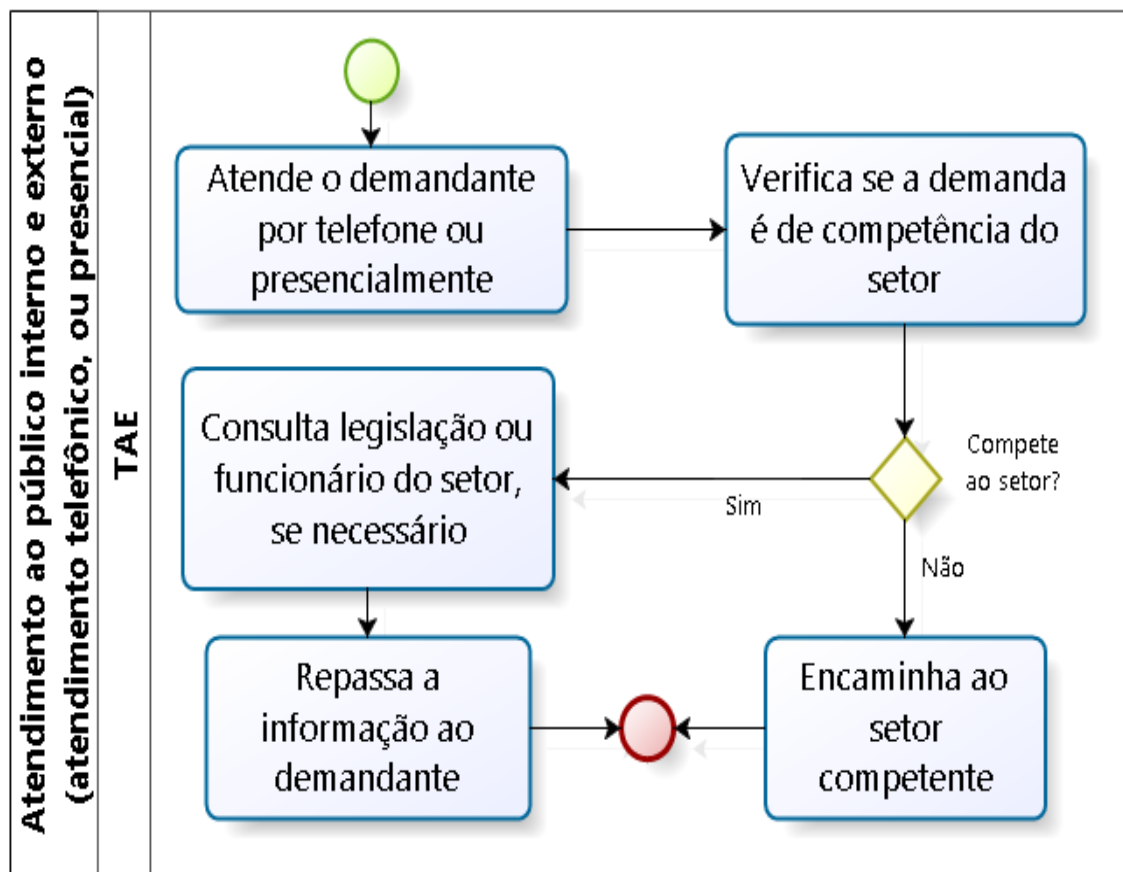 Atendimento ao público interno e externo
(atendimento telefônico, ou presencial)
TAE
Atende o demandante
por telefone ou
presencialmente
Verifica se a demanda
é de competência do
setor
Compete
ao setor?
Sim
Não
Consulta legislação ou
funcionário do setor,
se necessário
Repassa a
informação ao
demandante
Encaminha ao
setor
competente